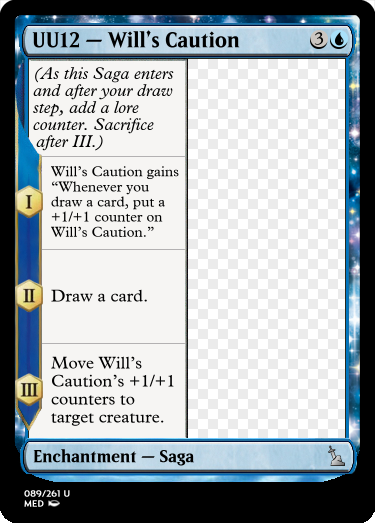 UU12 — Will's Caution 3
(As this Saga enters
and after your draw
step, add a lore
counter. Sacrifice
after III.)
I
Will's Caution gains
“Whenever you
draw a card, put a
+1/+1 counter on
Will's Caution.”
II
Draw a card.
III
Move Will's
Caution's +1/+1
counters to
target creature.
Enchantment — Saga
089/261 U
MED